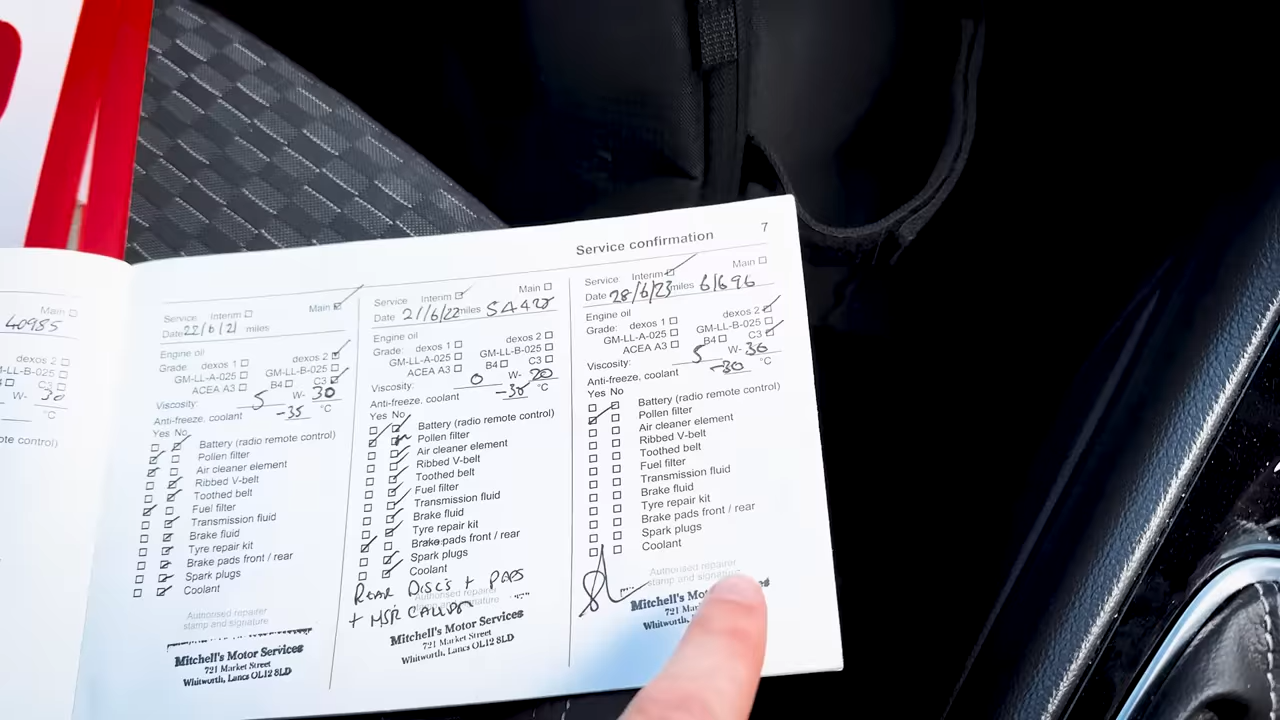 Service confirmation
7
Main
40985
dexos 2
GM-LL-B-025
C3
W- 30
°C
Service Interim Main
Date 22/6/21 miles
Engine oil
Grade: dexos 1 dexos 2
GM-LL-A-025 GM-LL-B-025
ACEA A3 B4 C3
Viscosity: 5 W- 30
Anti-freeze, coolant -35 °C
Yes No
Battery (radio remote control)
Pollen filter
Air cleaner element
Ribbed V-belt
Toothed belt
Fuel filter
Transmission fluid
Brake fluid
Tyre repair kit
Brake pads front / rear
Spark plugs
Coolant
Authorised repairer
stamp and signature
Mitchell's Motor Services
721 Market Street
Whitworth, Lancs OL12 8LD
Service Interim Main
Date 21/6/22 miles 54422
Engine oil
Grade: dexos 1 dexos 2
GM-LL-A-025 GM-LL-B-025
ACEA A3 B4 C3
Viscosity: 0 W- 20
Anti-freeze, coolant -35 °C
Yes No
Battery (radio remote control)
Pollen filter
Air cleaner element
Ribbed V-belt
Toothed belt
Fuel filter
Transmission fluid
Brake fluid
Tyre repair kit
Brake pads front / rear
Spark plugs
Coolant
REAR DISCS + PADS
+ NSR CALIPER
Mitchell's Motor Services
721 Market Street
Whitworth, Lancs OL12 8LD
Service Interim Main
Date 28/6/23 miles 61696
Engine oil
Grade: dexos 1 dexos 2
GM-LL-A-025 GM-LL-B-025
ACEA A3 B4 C3
Viscosity: 5 W- 30
Anti-freeze, coolant -30 °C
Yes No
Battery (radio remote control)
Pollen filter
Air cleaner element
Ribbed V-belt
Toothed belt
Fuel filter
Transmission fluid
Brake fluid
Tyre repair kit
Brake pads front / rear
Spark plugs
Coolant
Authorised repairer
stamp and signature
Mitchell's
721
Whitworth,